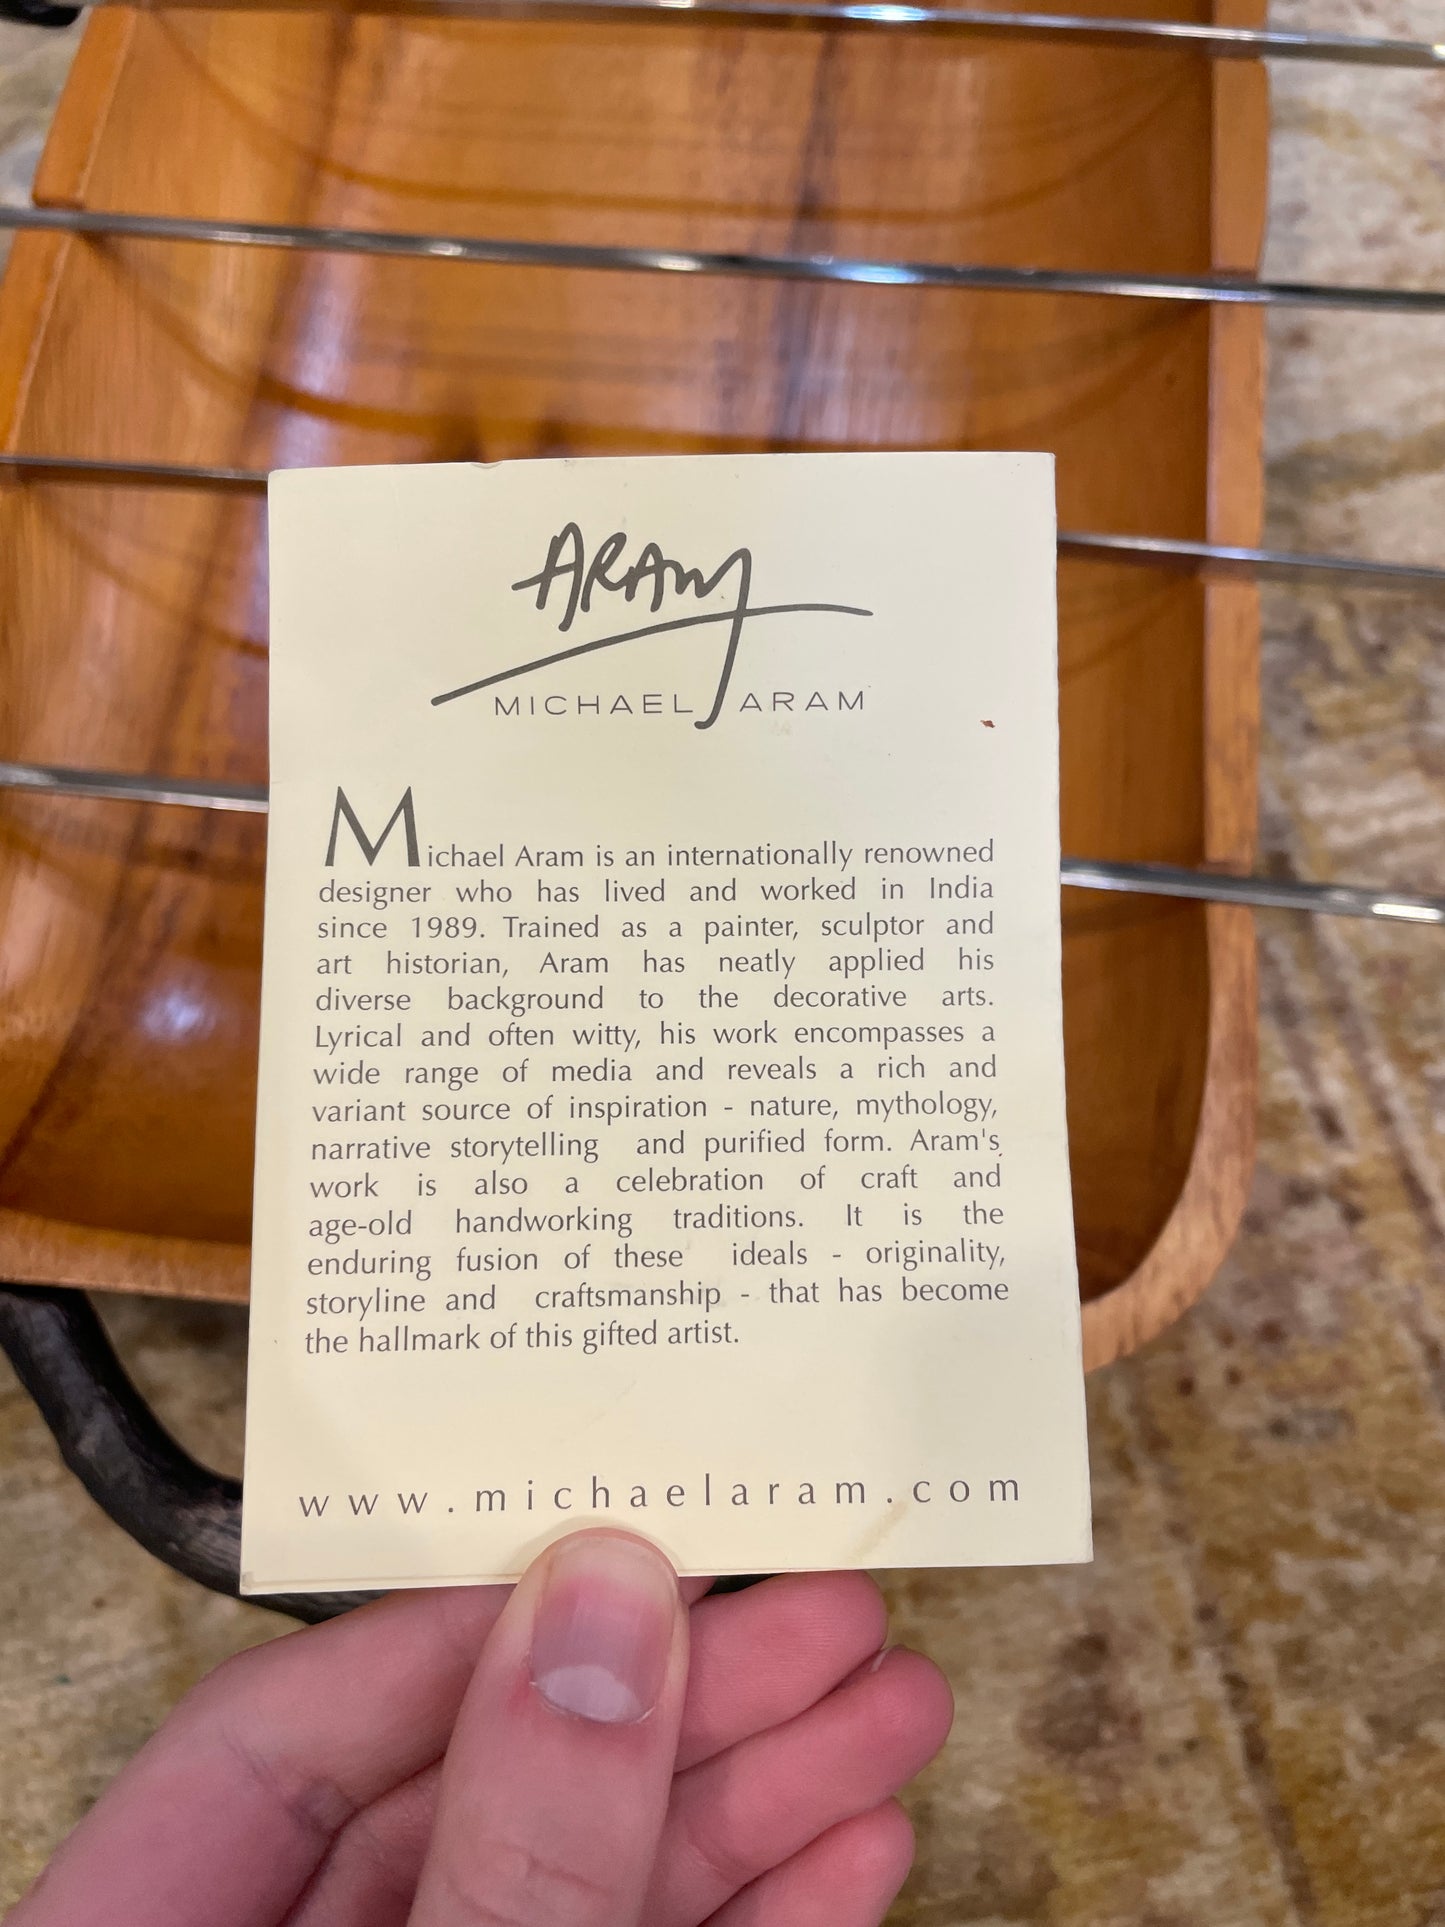 ARAM
MICHAEL ARAM
Michael Aram is an internationally renowned
designer who has lived and worked in India
since 1989. Trained as a painter, sculptor and
art historian, Aram has neatly applied his
diverse background to the decorative arts.
Lyrical and often witty, his work encompasses a
wide range of media and reveals a rich and
variant source of inspiration - nature, mythology,
narrative storytelling and purified form. Aram's
work is also a celebration of craft and
age-old handworking traditions. It is the
enduring fusion of these ideals - originality,
storyline and craftsmanship - that has become
the hallmark of this gifted artist.
www.michaelaram.com